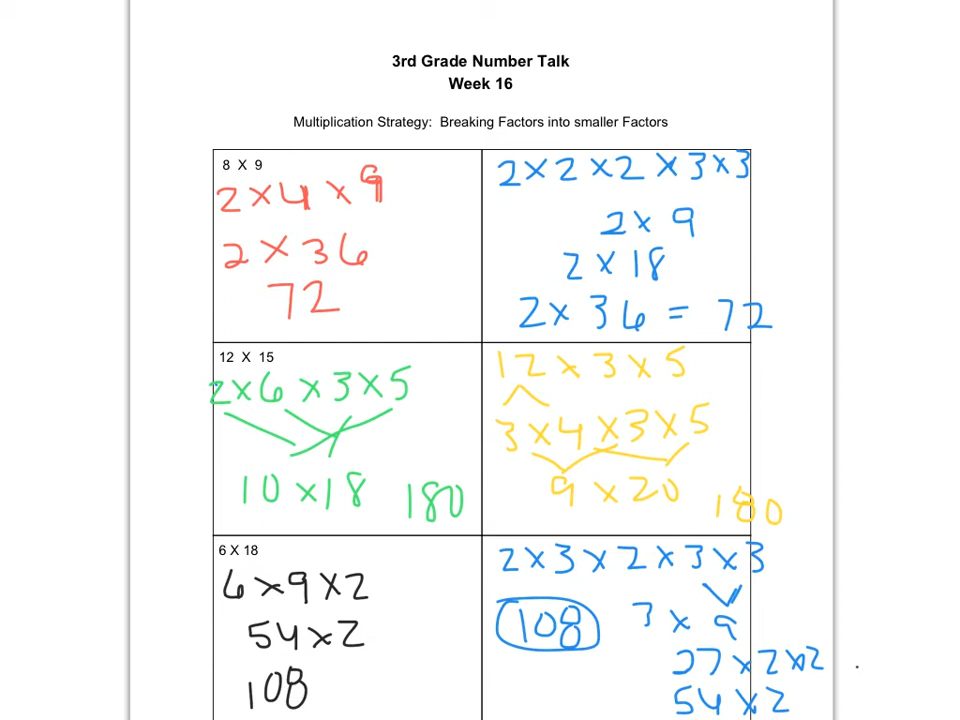 3rd Grade Number Talk
Week 16
Multiplication Strategy: Breaking Factors into smaller Factors
8 X 9
2 x 4 x 9
2 x 36
72
2 x 2 x 2 x 3 x 3
2 x 9
2 x 18
2 x 36 = 72
12 X 15
2 x 6 x 3 x 5
10 x 18 180
12 x 3 x 5
3 x 4 x 3 x 5
9 x 20 180
6 X 18
6 x 9 x 2
54 x 2
108
2 x 3 x 2 x 3 x 3
108 3 x 9
27 x 2 x 2
54 x 2